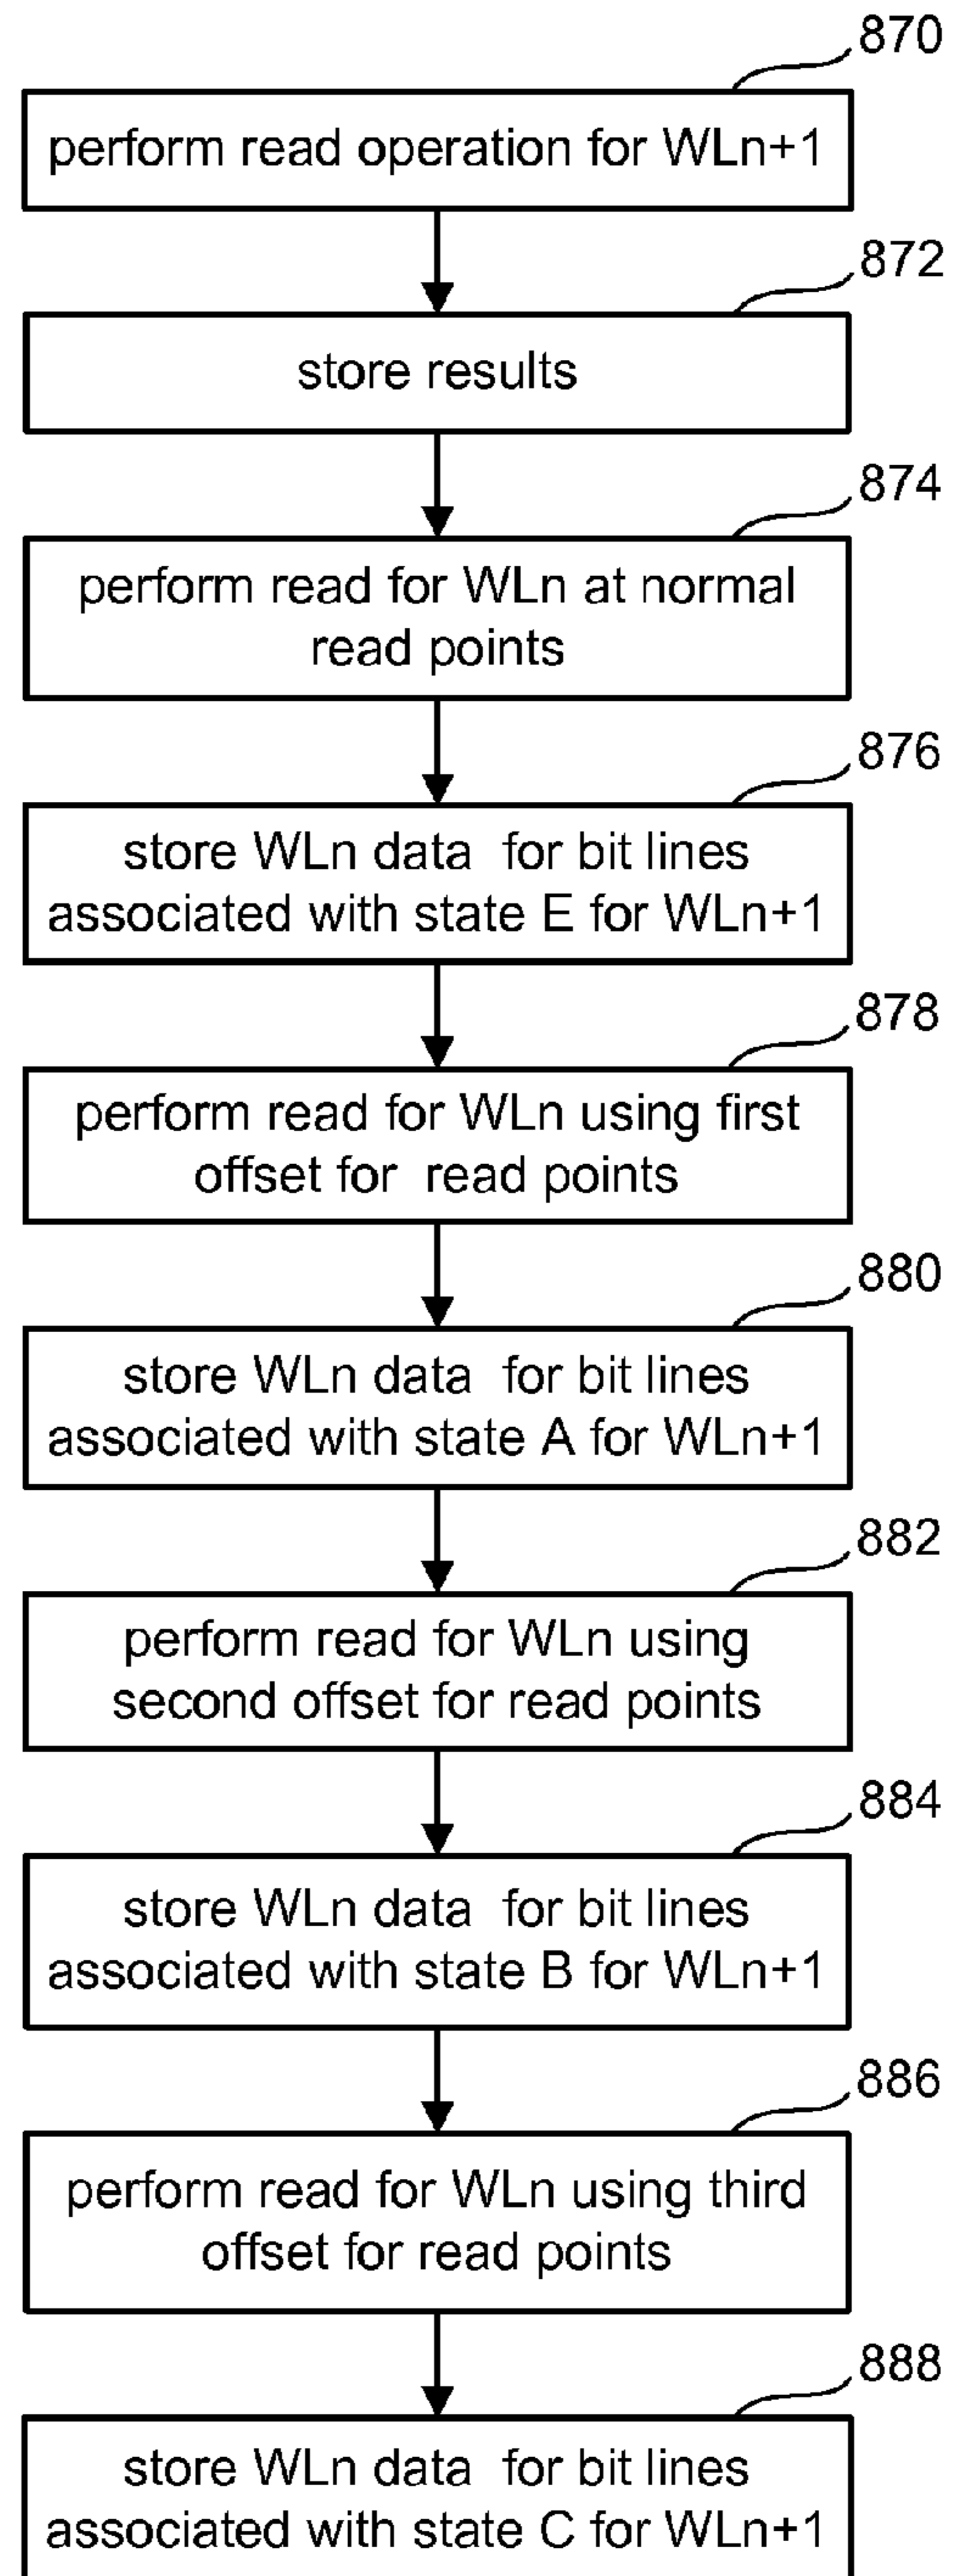 870
perform read operation for WLn+1
872
store results
874
perform read for WLn at normal
read points
876
store WLn data for bit lines
associated with state E for WLn+1
878
perform read for WLn using first
offset for read points
880
store WLn data for bit lines
associated with state A for WLn+1
882
perform read for WLn using
second offset for read points
884
store WLn data for bit lines
associated with state B for WLn+1
886
perform read for WLn using third
offset for read points
888
store WLn data for bit lines
associated with state C for WLn+1